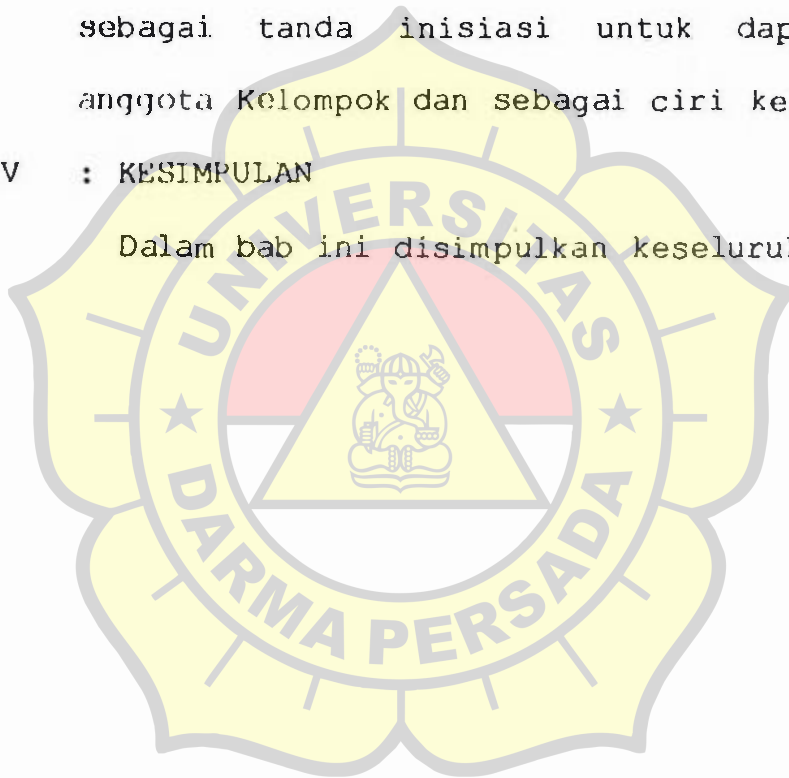 sebagai tanda inisiasi untuk dap
anggota Kelompok dan sebagai ciri ke
V : KESIMPULAN
Dalam bab ini disimpulkan keseluru
UNIVERSITAS
DARMA PERSADA